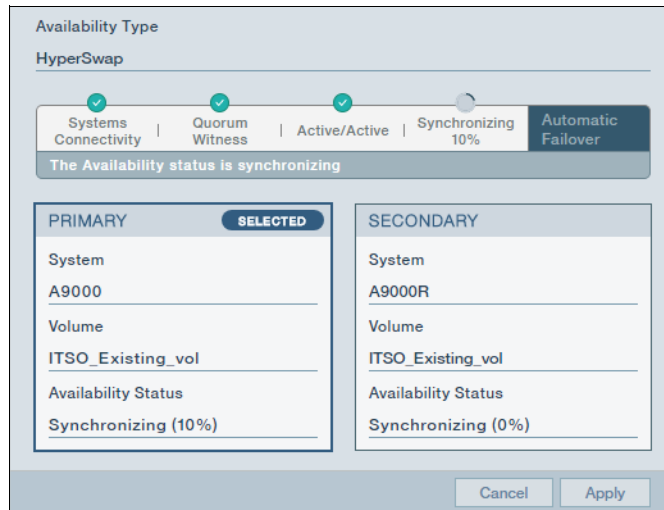 Availability Type
HyperSwap
Systems Connectivity | Quorum Witness | Active/Active | Synchronizing 10% Automatic Failover
The Availability status is synchronizing
PRIMARY SELECTED
System
A9000
Volume
ITSO_Existing_vol
Availability Status
Synchronizing (10%)
SECONDARY
System
A9000R
Volume
ITSO_Existing_vol
Availability Status
Synchronizing (0%)
Cancel Apply